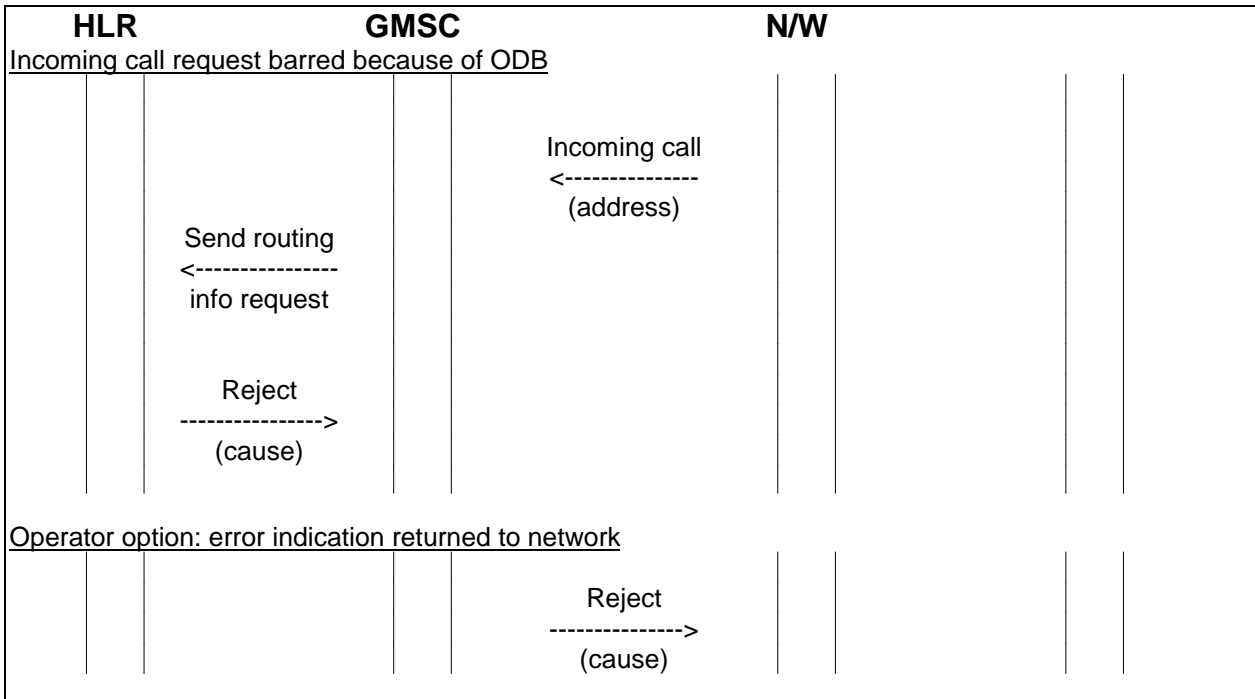 HLR GMSC N/W
Incoming call request barred because of ODB
Incoming call
<---------------
(address)
Send routing
<----------------
info request
Reject
---------------->
(cause)
Operator option: error indication returned to network
Reject
--------------->
(cause)